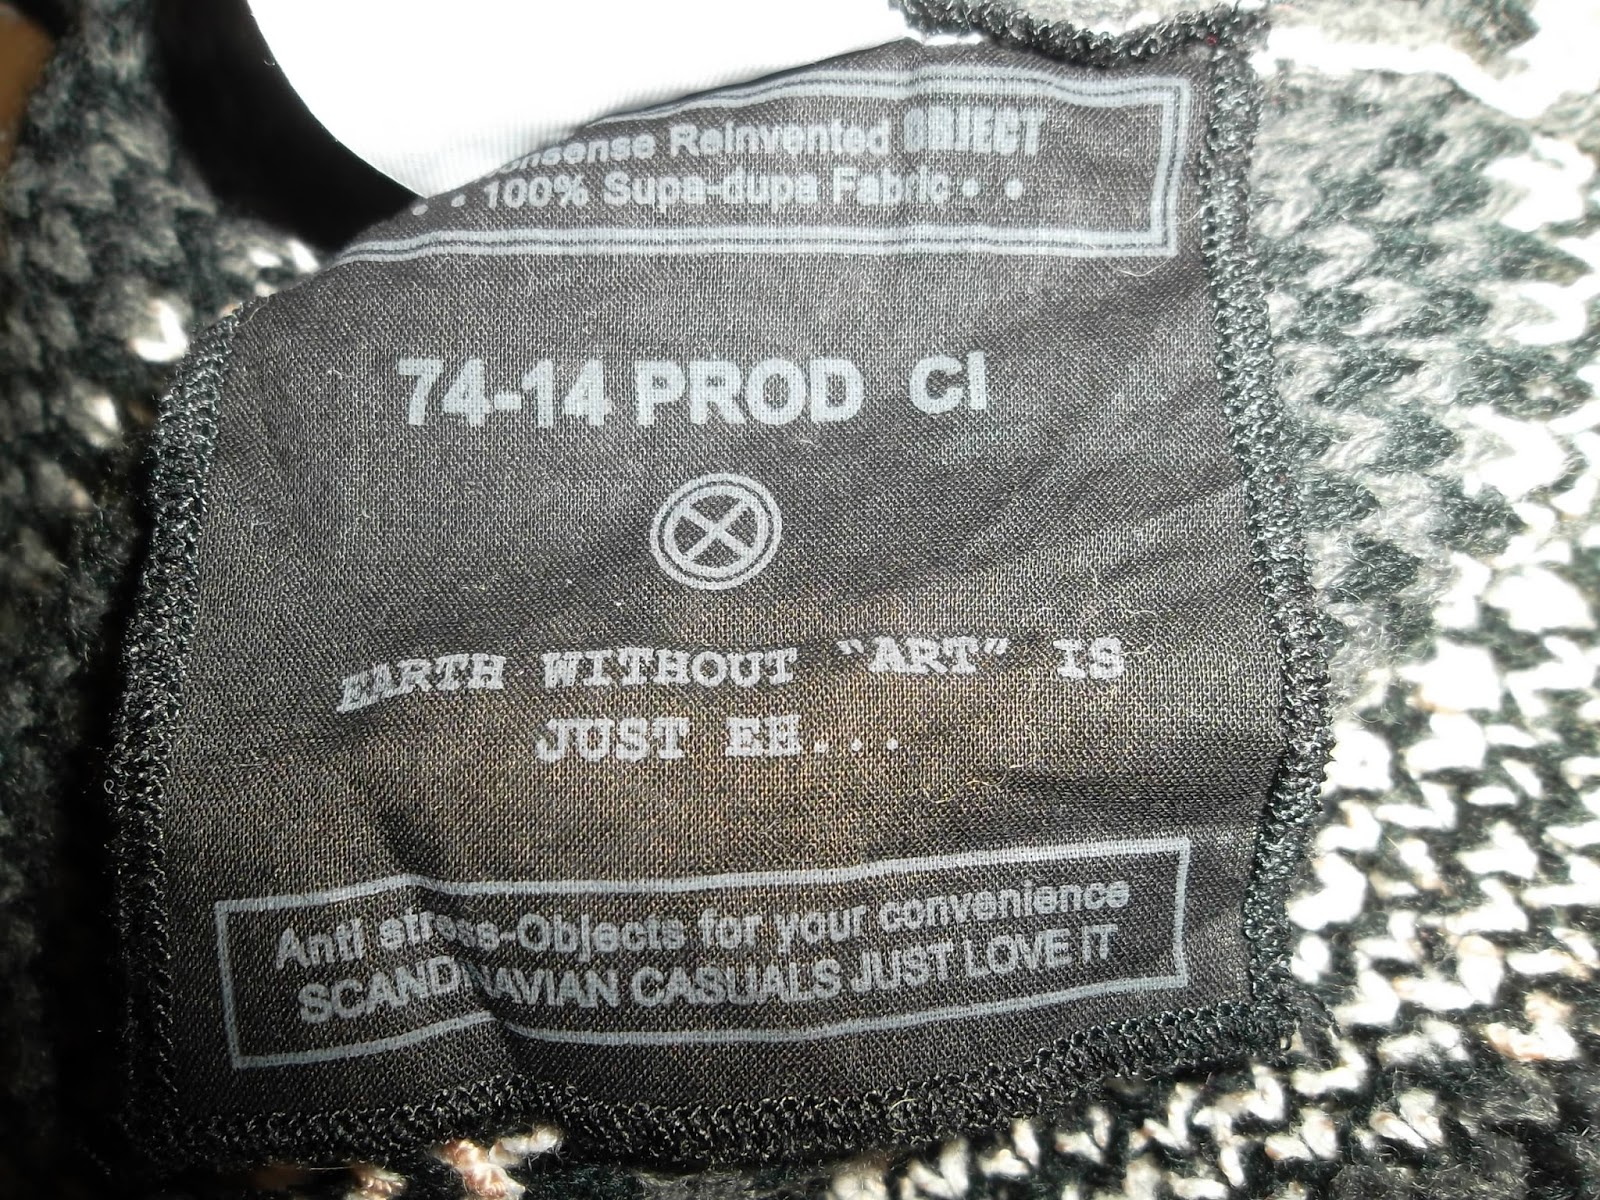 Reinvented OBJECT
100% Supa-dupa Fabric • •
74-14 PROD CI
EARTH WITHOUT "ART" IS
JUST EH...
Anti stress-Objects for your convenience
SCANDINAVIAN CASUALS JUST LOVE IT